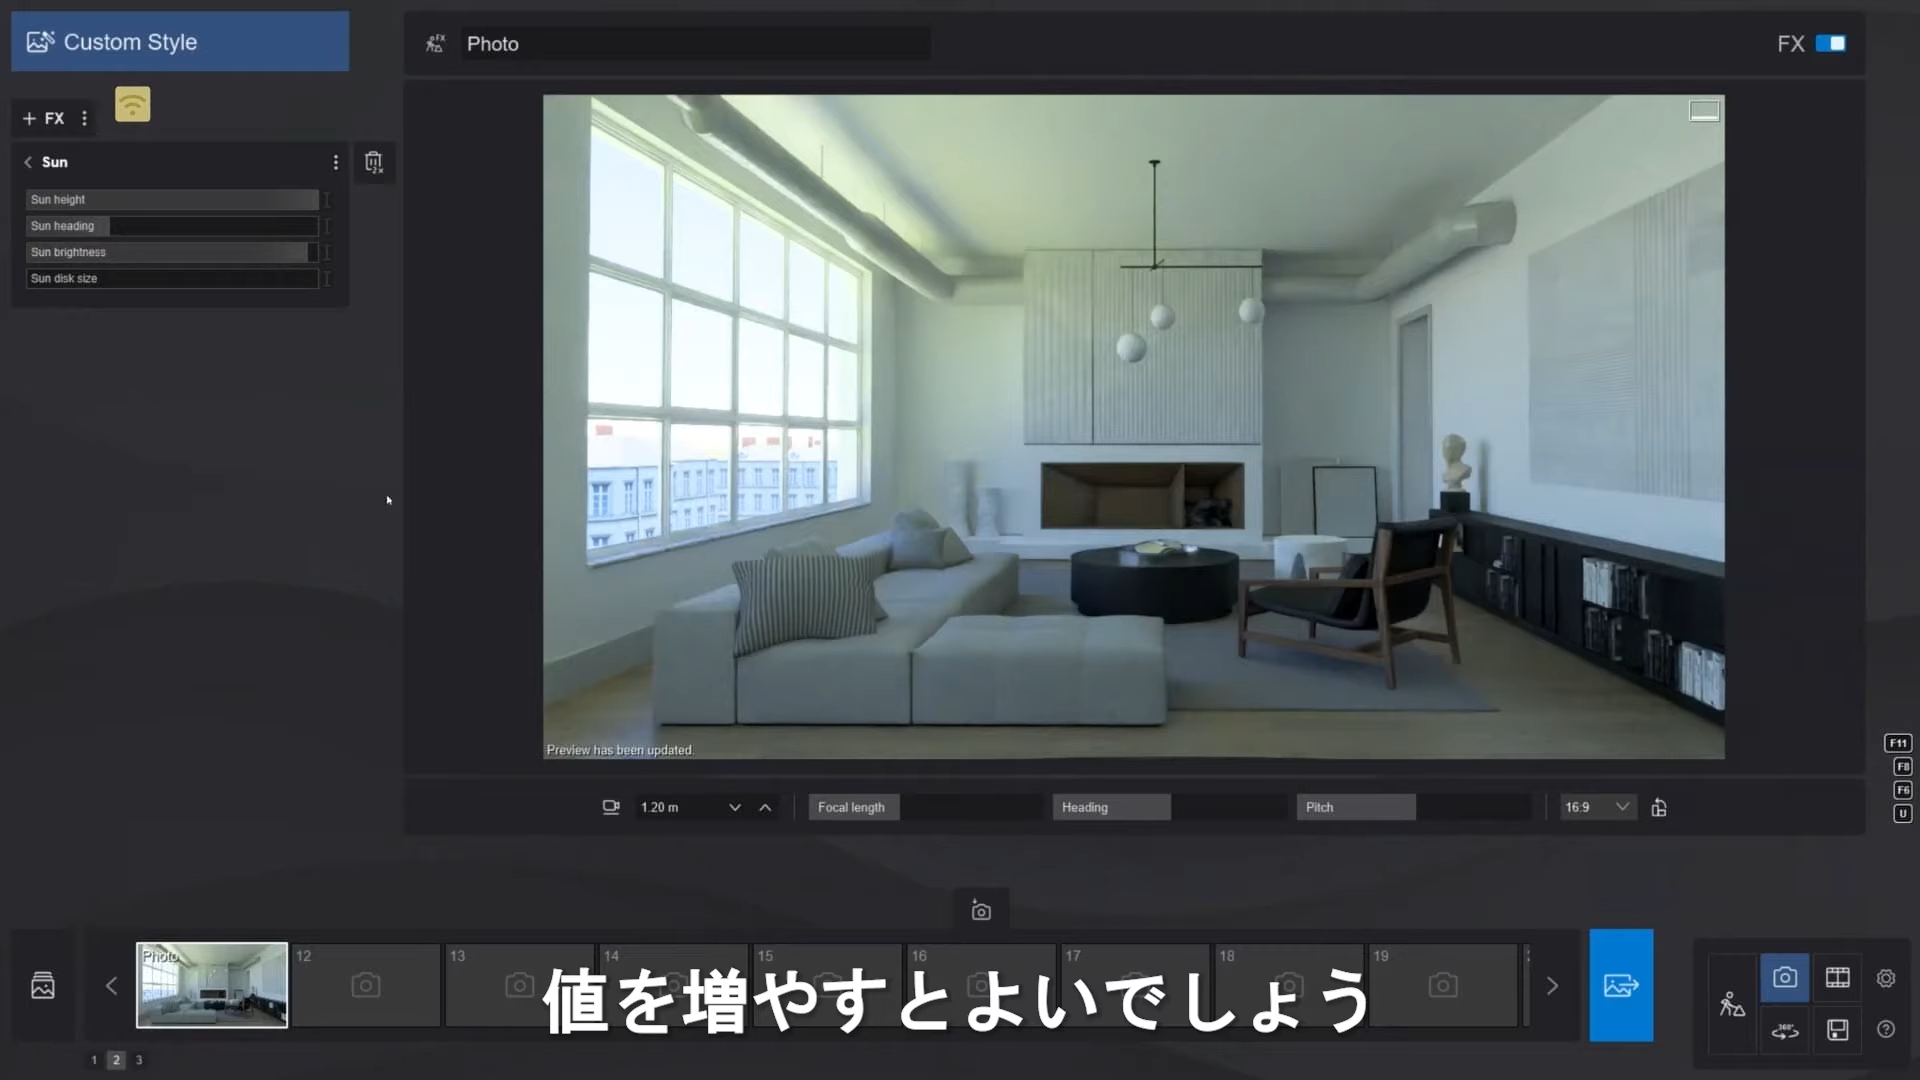 Custom Style
Photo
FX
+ FX
Sun
Sun height
Sun heading
Sun brightness
Sun disk size
Preview has been updated.
1.20 m
Focal length
Heading
Pitch
16:9
F11
F8
F6
U
Photo
12
13
14
15
16
17
18
19
値を増やすとよいでしょう
360°
1 2 3